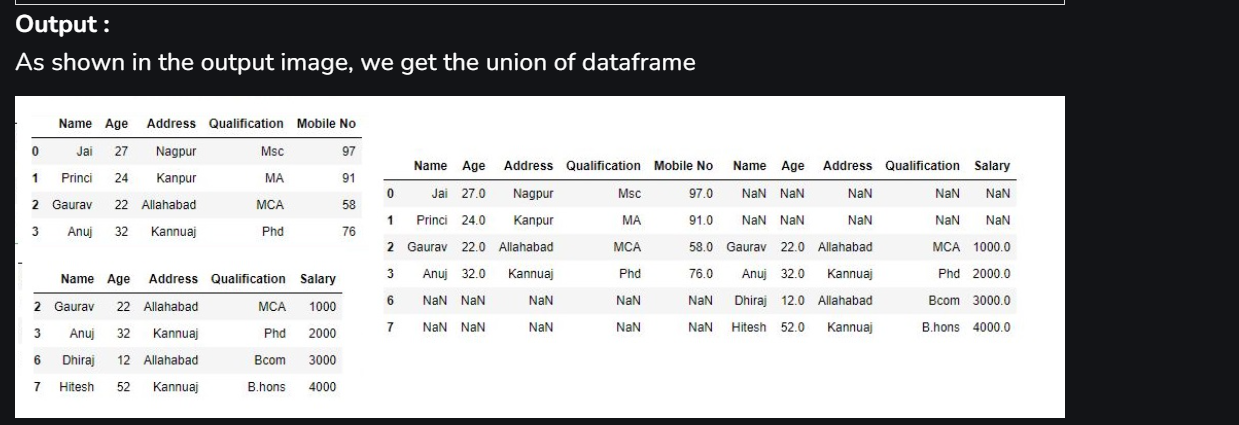 Output :
As shown in the output image, we get the union of dataframe
Name Age Address Qualification Mobile No
0 Jai 27 Nagpur Msc 97
1 Princi 24 Kanpur MA 91
2 Gaurav 22 Allahabad MCA 58
3 Anuj 32 Kannuaj Phd 76
Name Age Address Qualification Salary
2 Gaurav 22 Allahabad MCA 1000
3 Anuj 32 Kannuaj Phd 2000
6 Dhiraj 12 Allahabad Bcom 3000
7 Hitesh 52 Kannuaj B.hons 4000
Name Age Address Qualification Mobile No Name Age Address Qualification Salary
0 Jai 27.0 Nagpur Msc 97.0 NaN NaN NaN NaN NaN
1 Princi 24.0 Kanpur MA 91.0 NaN NaN NaN NaN NaN
2 Gaurav 22.0 Allahabad MCA 58.0 Gaurav 22.0 Allahabad MCA 1000.0
3 Anuj 32.0 Kannuaj Phd 76.0 Anuj 32.0 Kannuaj Phd 2000.0
6 NaN NaN NaN NaN NaN Dhiraj 12.0 Allahabad Bcom 3000.0
7 NaN NaN NaN NaN NaN Hitesh 52.0 Kannuaj B.hons 4000.0